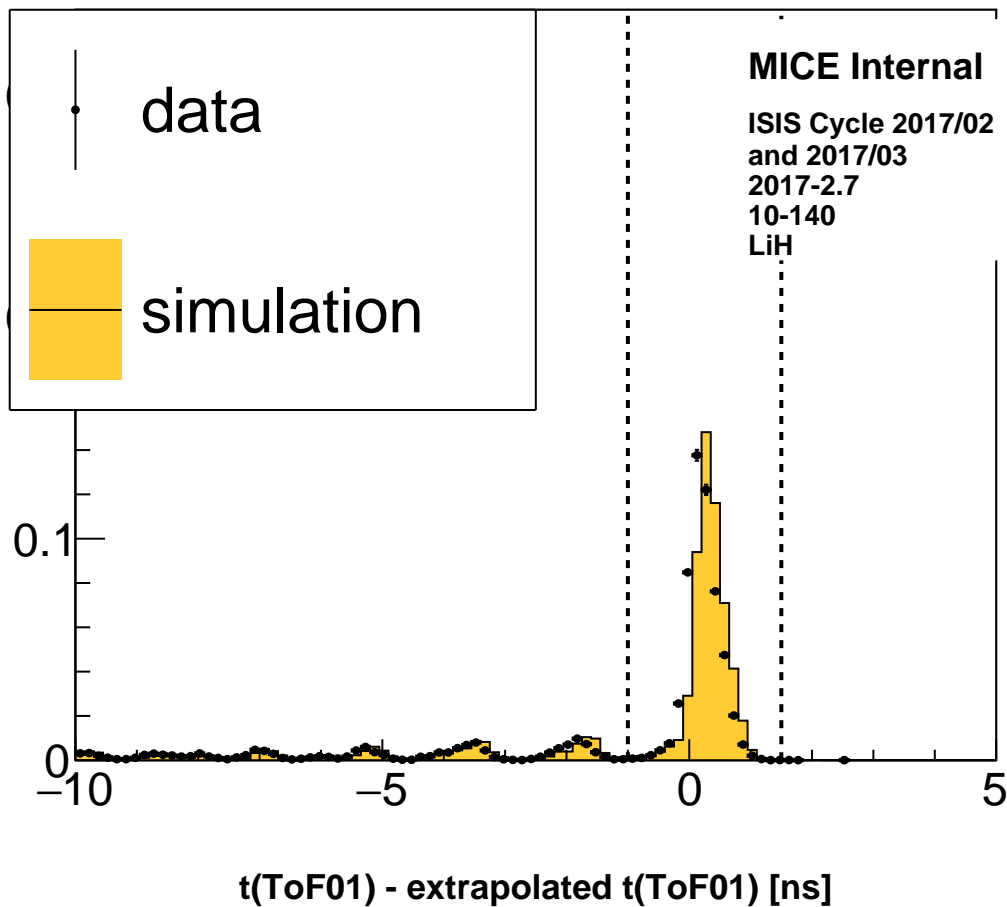 data
simulation
MICE Internal
ISIS Cycle 2017/02
and 2017/03
2017-2.7
10-140
LiH
0.1
0
−10
−5
0
5
t(ToF01) - extrapolated t(ToF01) [ns]